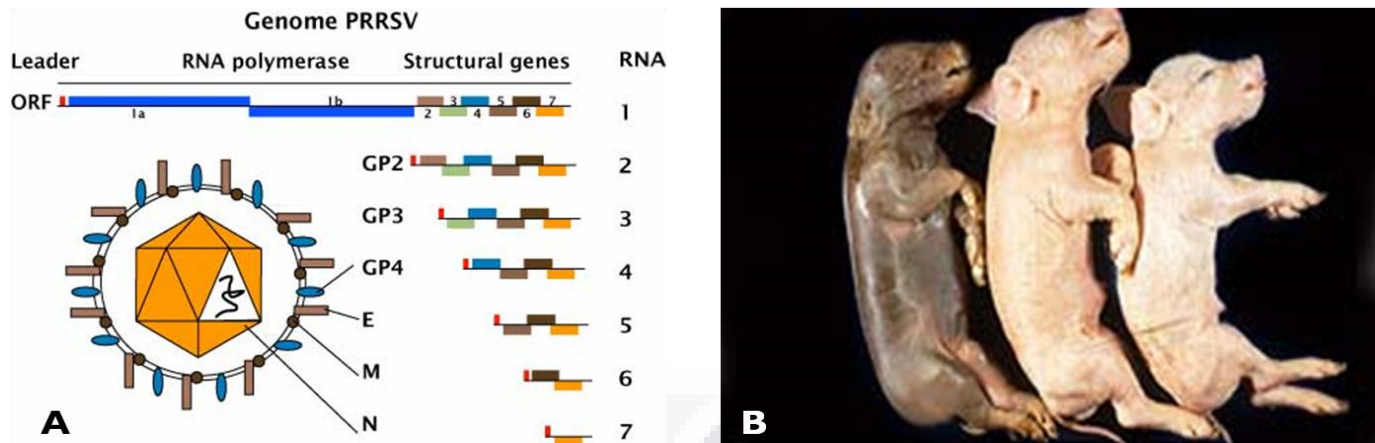 Genome PRRSV
Leader RNA polymerase Structural genes RNA
ORF 1a 1b 2 3 4 5 6 7 1
GP2 2
GP3 3
GP4 4
E 5
M 6
N 7
A
B